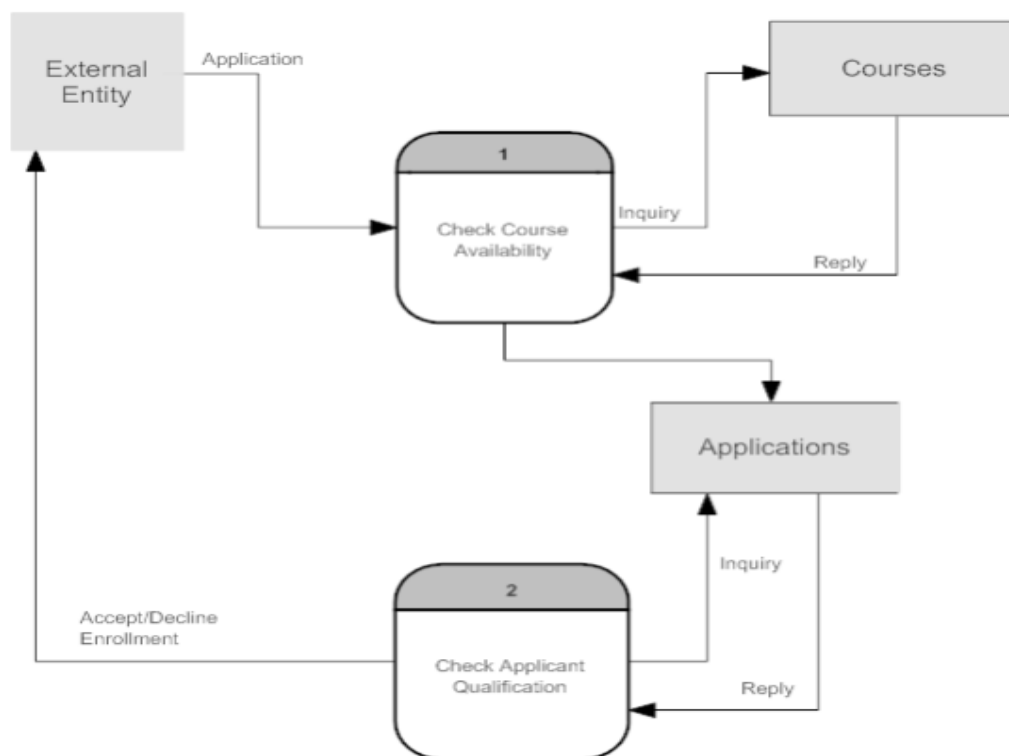 External
Entity
Application
Courses
1
Check Course
Availability
Inquiry
Reply
Applications
Inquiry
2
Accept/Decline
Enrollment
Check Applicant
Qualification
Reply